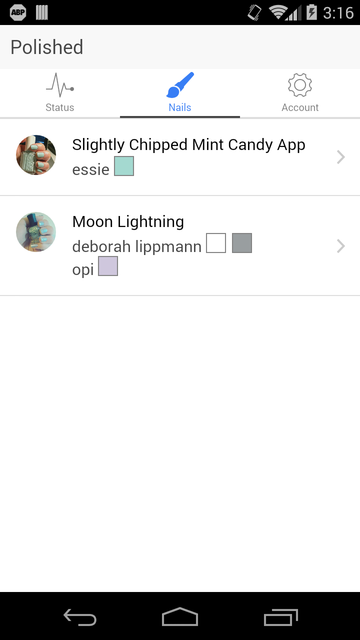 ABP
3:16
Polished
Status
Nails
Account
Slightly Chipped Mint Candy App
essie
Moon Lightning
deborah lippmann
opi